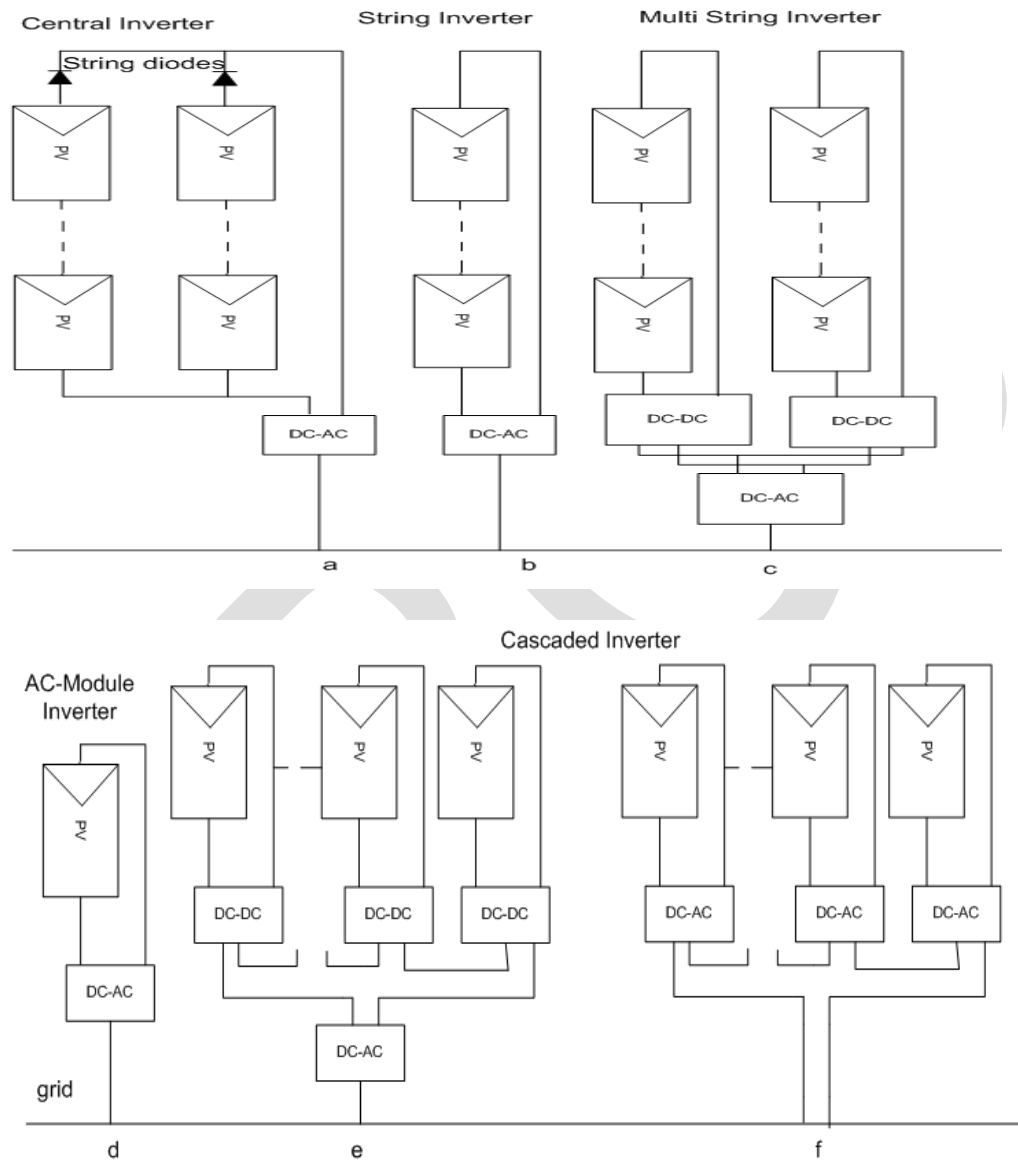 Central Inverter
String Inverter
Multi String Inverter
String diodes
PV PV PV PV PV
PV PV PV PV PV
DC-DC DC-DC
DC-AC DC-AC
DC-AC
a b c
Cascaded Inverter
AC-Module
Inverter
PV PV PV PV PV PV
PV
DC-DC DC-DC DC-DC DC-AC DC-AC DC-AC
DC-AC
DC-AC
grid
d e f